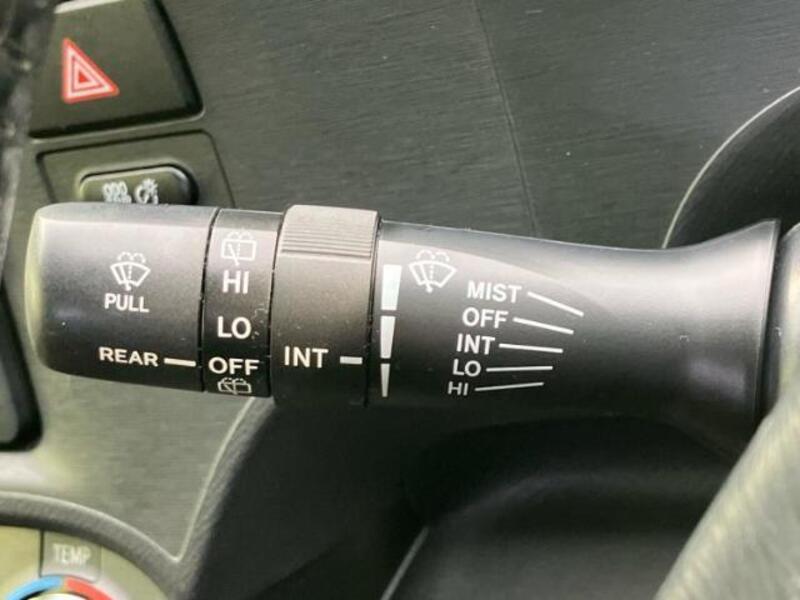 PULL
REAR
HI
LO
OFF
INT
MIST
OFF
INT
LO
HI
TEMP